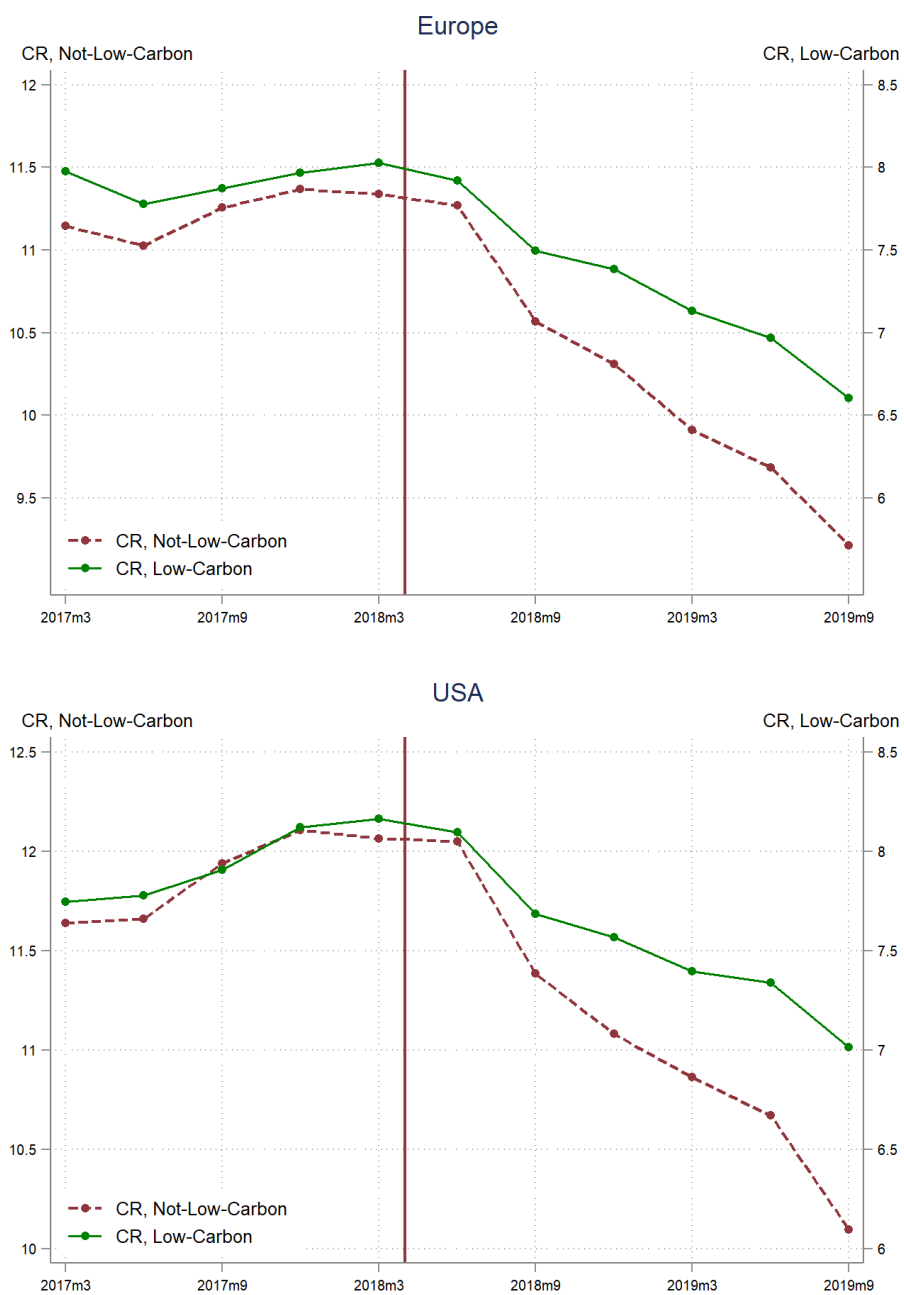 Europe
CR, Not-Low-Carbon CR, Low-Carbon
12 8.5
11.5 8
11 7.5
10.5 7
10 6.5
9.5 6
CR, Not-Low-Carbon
CR, Low-Carbon
2017m3 2017m9 2018m3 2018m9 2019m3 2019m9
USA
CR, Not-Low-Carbon CR, Low-Carbon
12.5 8.5
12 8
11.5 7.5
11 7
10.5 6.5
CR, Not-Low-Carbon
CR, Low-Carbon
10 6
2017m3 2017m9 2018m3 2018m9 2019m3 2019m9